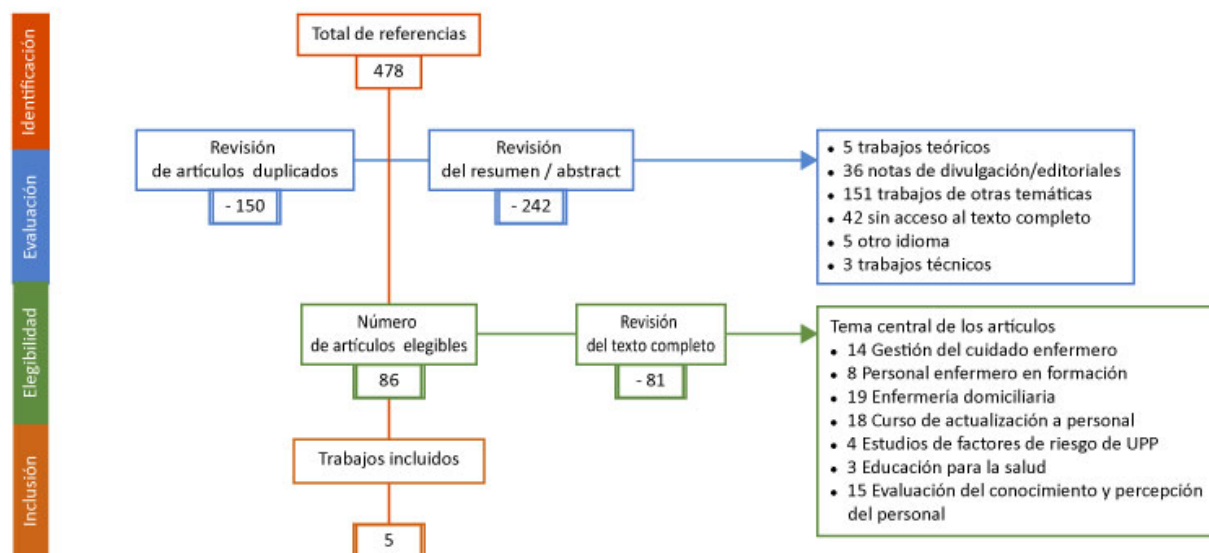 Identificación
Total de referencias
478
Evaluación
Revisión
de artículos duplicados
- 150
Revisión
del resumen / abstract
- 242
• 5 trabajos teóricos
• 36 notas de divulgación/editoriales
• 151 trabajos de otras temáticas
• 42 sin acceso al texto completo
• 5 otro idioma
• 3 trabajos técnicos
Elegibilidad
Número
de artículos elegibles
86
Revisión
del texto completo
- 81
Tema central de los artículos
• 14 Gestión del cuidado enfermero
• 8 Personal enfermero en formación
• 19 Enfermería domiciliaria
• 18 Curso de actualización a personal
• 4 Estudios de factores de riesgo de UPP
• 3 Educación para la salud
• 15 Evaluación del conocimiento y percepción
del personal
Inclusión
Trabajos incluidos
5